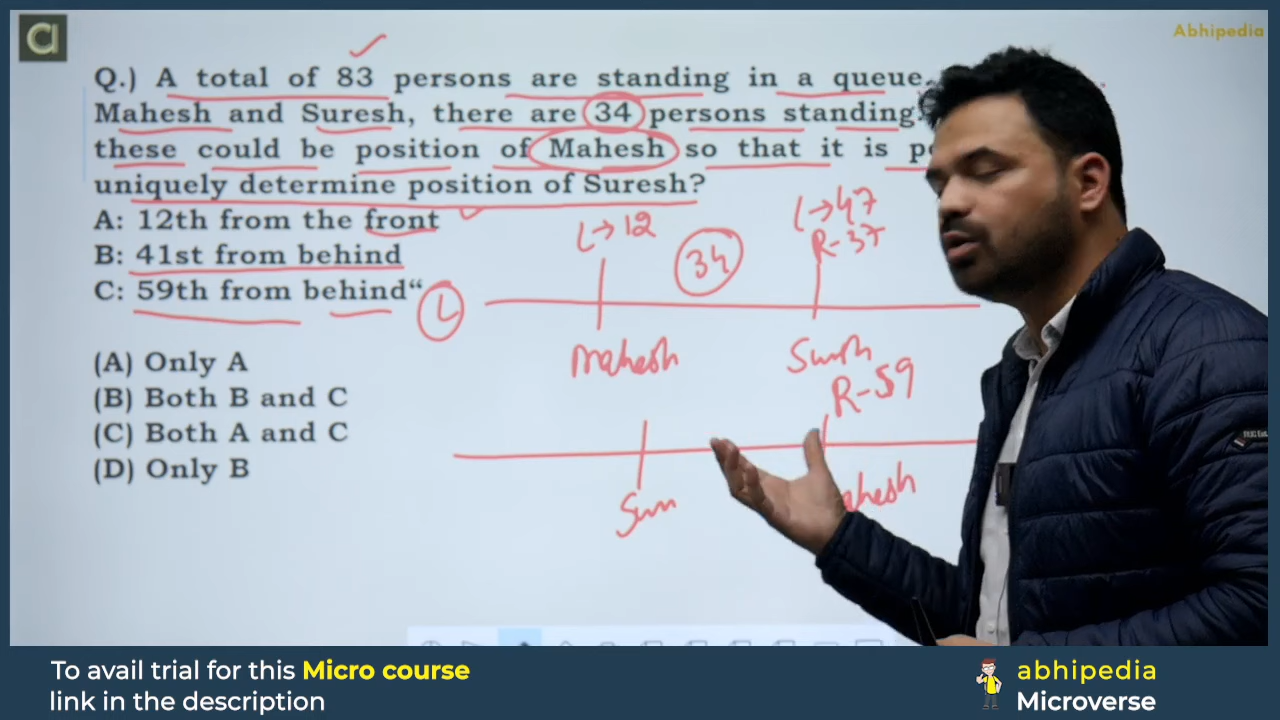 Abhipedia
Q.) A total of 83 persons are standing in a queue.
Mahesh and Suresh, there are 34 persons standing.
these could be position of Mahesh so that it is
uniquely determine position of Suresh?
A: 12th from the front
B: 41st from behind
C: 59th from behind“
(A) Only A
(B) Both B and C
(C) Both A and C
(D) Only B
L→12
34
L→47
R-37
L
Mahesh
R-59
To avail trial for this Micro course
link in the description
abhipedia
Microverse